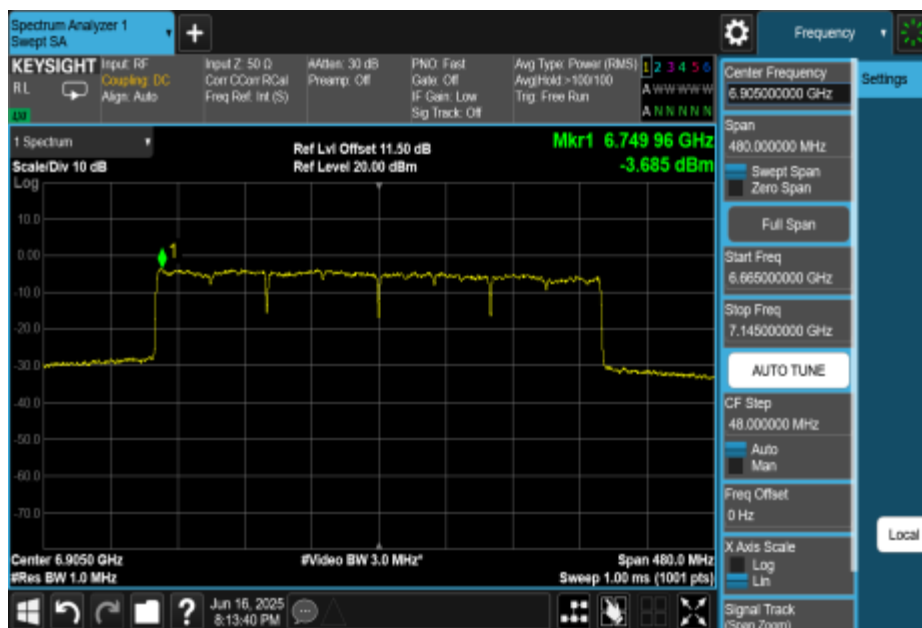 Spectrum Analyzer 1
Swept SA
+
Frequency
KEYSIGHT
Input: RF
Coupling: DC
Align: Auto
Input Z: 50 Ω
Corr CCorr RCal
Freq Ref: Int (S)
#Atten: 30 dB
Preamp: Off
PNO: Fast
Gate: Off
IF Gain: Low
Sig Track: Off
Avg Type: Power (RMS)
Avg|Hold:>100/100
Trig: Free Run
1 2 3 4 5 6
A W W W W W
A N N N N N
RL
1 Spectrum
Scale/Div 10 dB
Log
Ref Lvl Offset 11.50 dB
Ref Level 20.00 dBm
Mkr1 6.749 96 GHz
-3.685 dBm
1
10.0
0.00
-10.0
-20.0
-30.0
-40.0
-50.0
-60.0
-70.0
Center 6.9050 GHz
#Res BW 1.0 MHz
#Video BW 3.0 MHz*
Span 480.0 MHz
Sweep 1.00 ms (1001 pts)
Jun 16, 2025
8:13:40 PM
?
Center Frequency
6.905000000 GHz
Settings
Span
480.000000 MHz
Swept Span
Zero Span
Full Span
Start Freq
6.665000000 GHz
Stop Freq
7.145000000 GHz
AUTO TUNE
CF Step
48.000000 MHz
Auto
Man
Freq Offset
0 Hz
Local
X Axis Scale
Log
Lin
Signal Track
(Span Zoom)